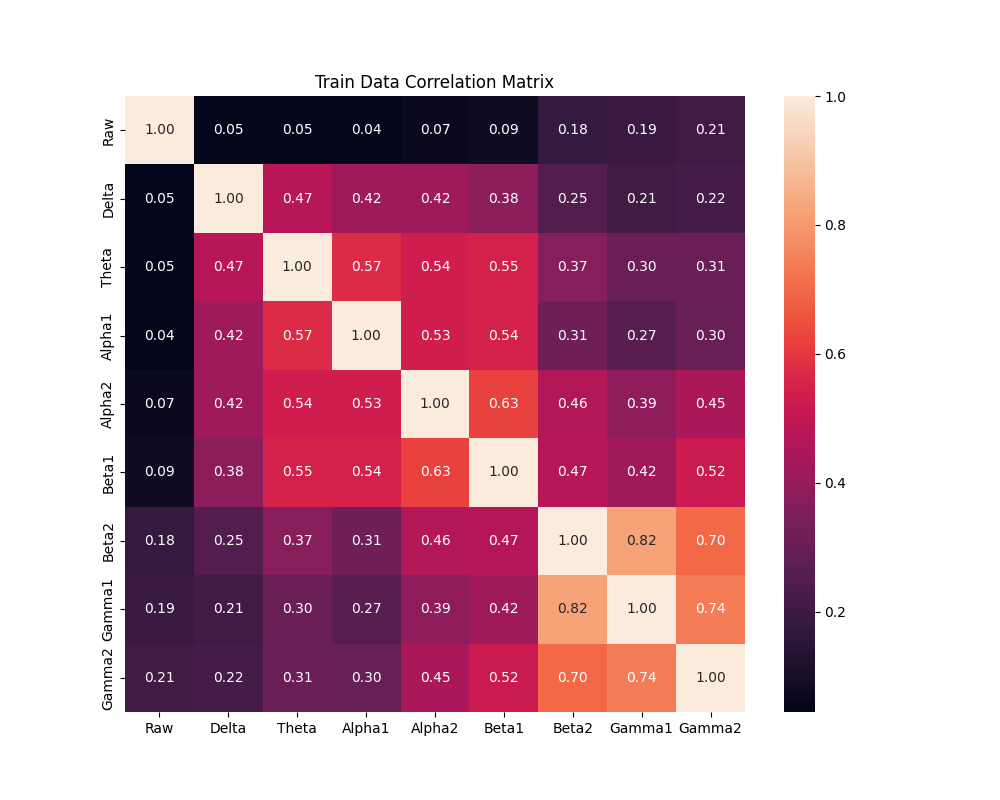 Train Data Correlation Matrix
Raw 1.00 0.05 0.05 0.04 0.07 0.09 0.18 0.19 0.21
Delta 0.05 1.00 0.47 0.42 0.42 0.38 0.25 0.21 0.22
Theta 0.05 0.47 1.00 0.57 0.54 0.55 0.37 0.30 0.31
Alpha1 0.04 0.42 0.57 1.00 0.53 0.54 0.31 0.27 0.30
Alpha2 0.07 0.42 0.54 0.53 1.00 0.63 0.46 0.39 0.45
Beta1 0.09 0.38 0.55 0.54 0.63 1.00 0.47 0.42 0.52
Beta2 0.18 0.25 0.37 0.31 0.46 0.47 1.00 0.82 0.70
Gamma1 0.19 0.21 0.30 0.27 0.39 0.42 0.82 1.00 0.74
Gamma2 0.21 0.22 0.31 0.30 0.45 0.52 0.70 0.74 1.00
Raw Delta Theta Alpha1 Alpha2 Beta1 Beta2 Gamma1 Gamma2
1.0
0.8
0.6
0.4
0.2